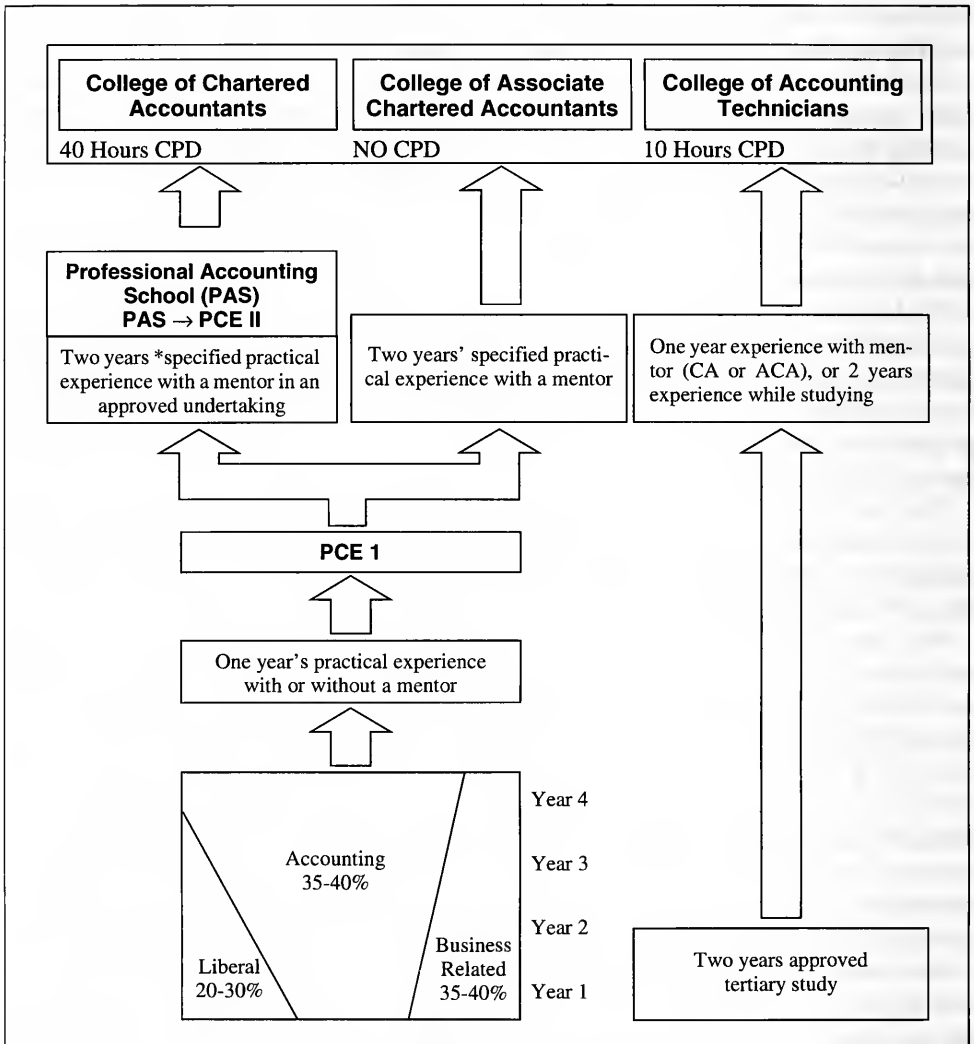 College of Chartered
Accountants
40 Hours CPD
College of Associate
Chartered Accountants
NO CPD
College of Accounting
Technicians
10 Hours CPD
Professional Accounting
School (PAS)
PAS → PCE II
Two years *specified practical
experience with a mentor in an
approved undertaking
Two years' specified practi-
cal experience with a mentor
One year experience with men-
tor (CA or ACA), or 2 years
experience while studying
PCE 1
One year's practical experience
with or without a mentor
Accounting
35-40%
Liberal
20-30%
Business
Related
35-40%
Year 4
Year 3
Year 2
Year 1
Two years approved
tertiary study